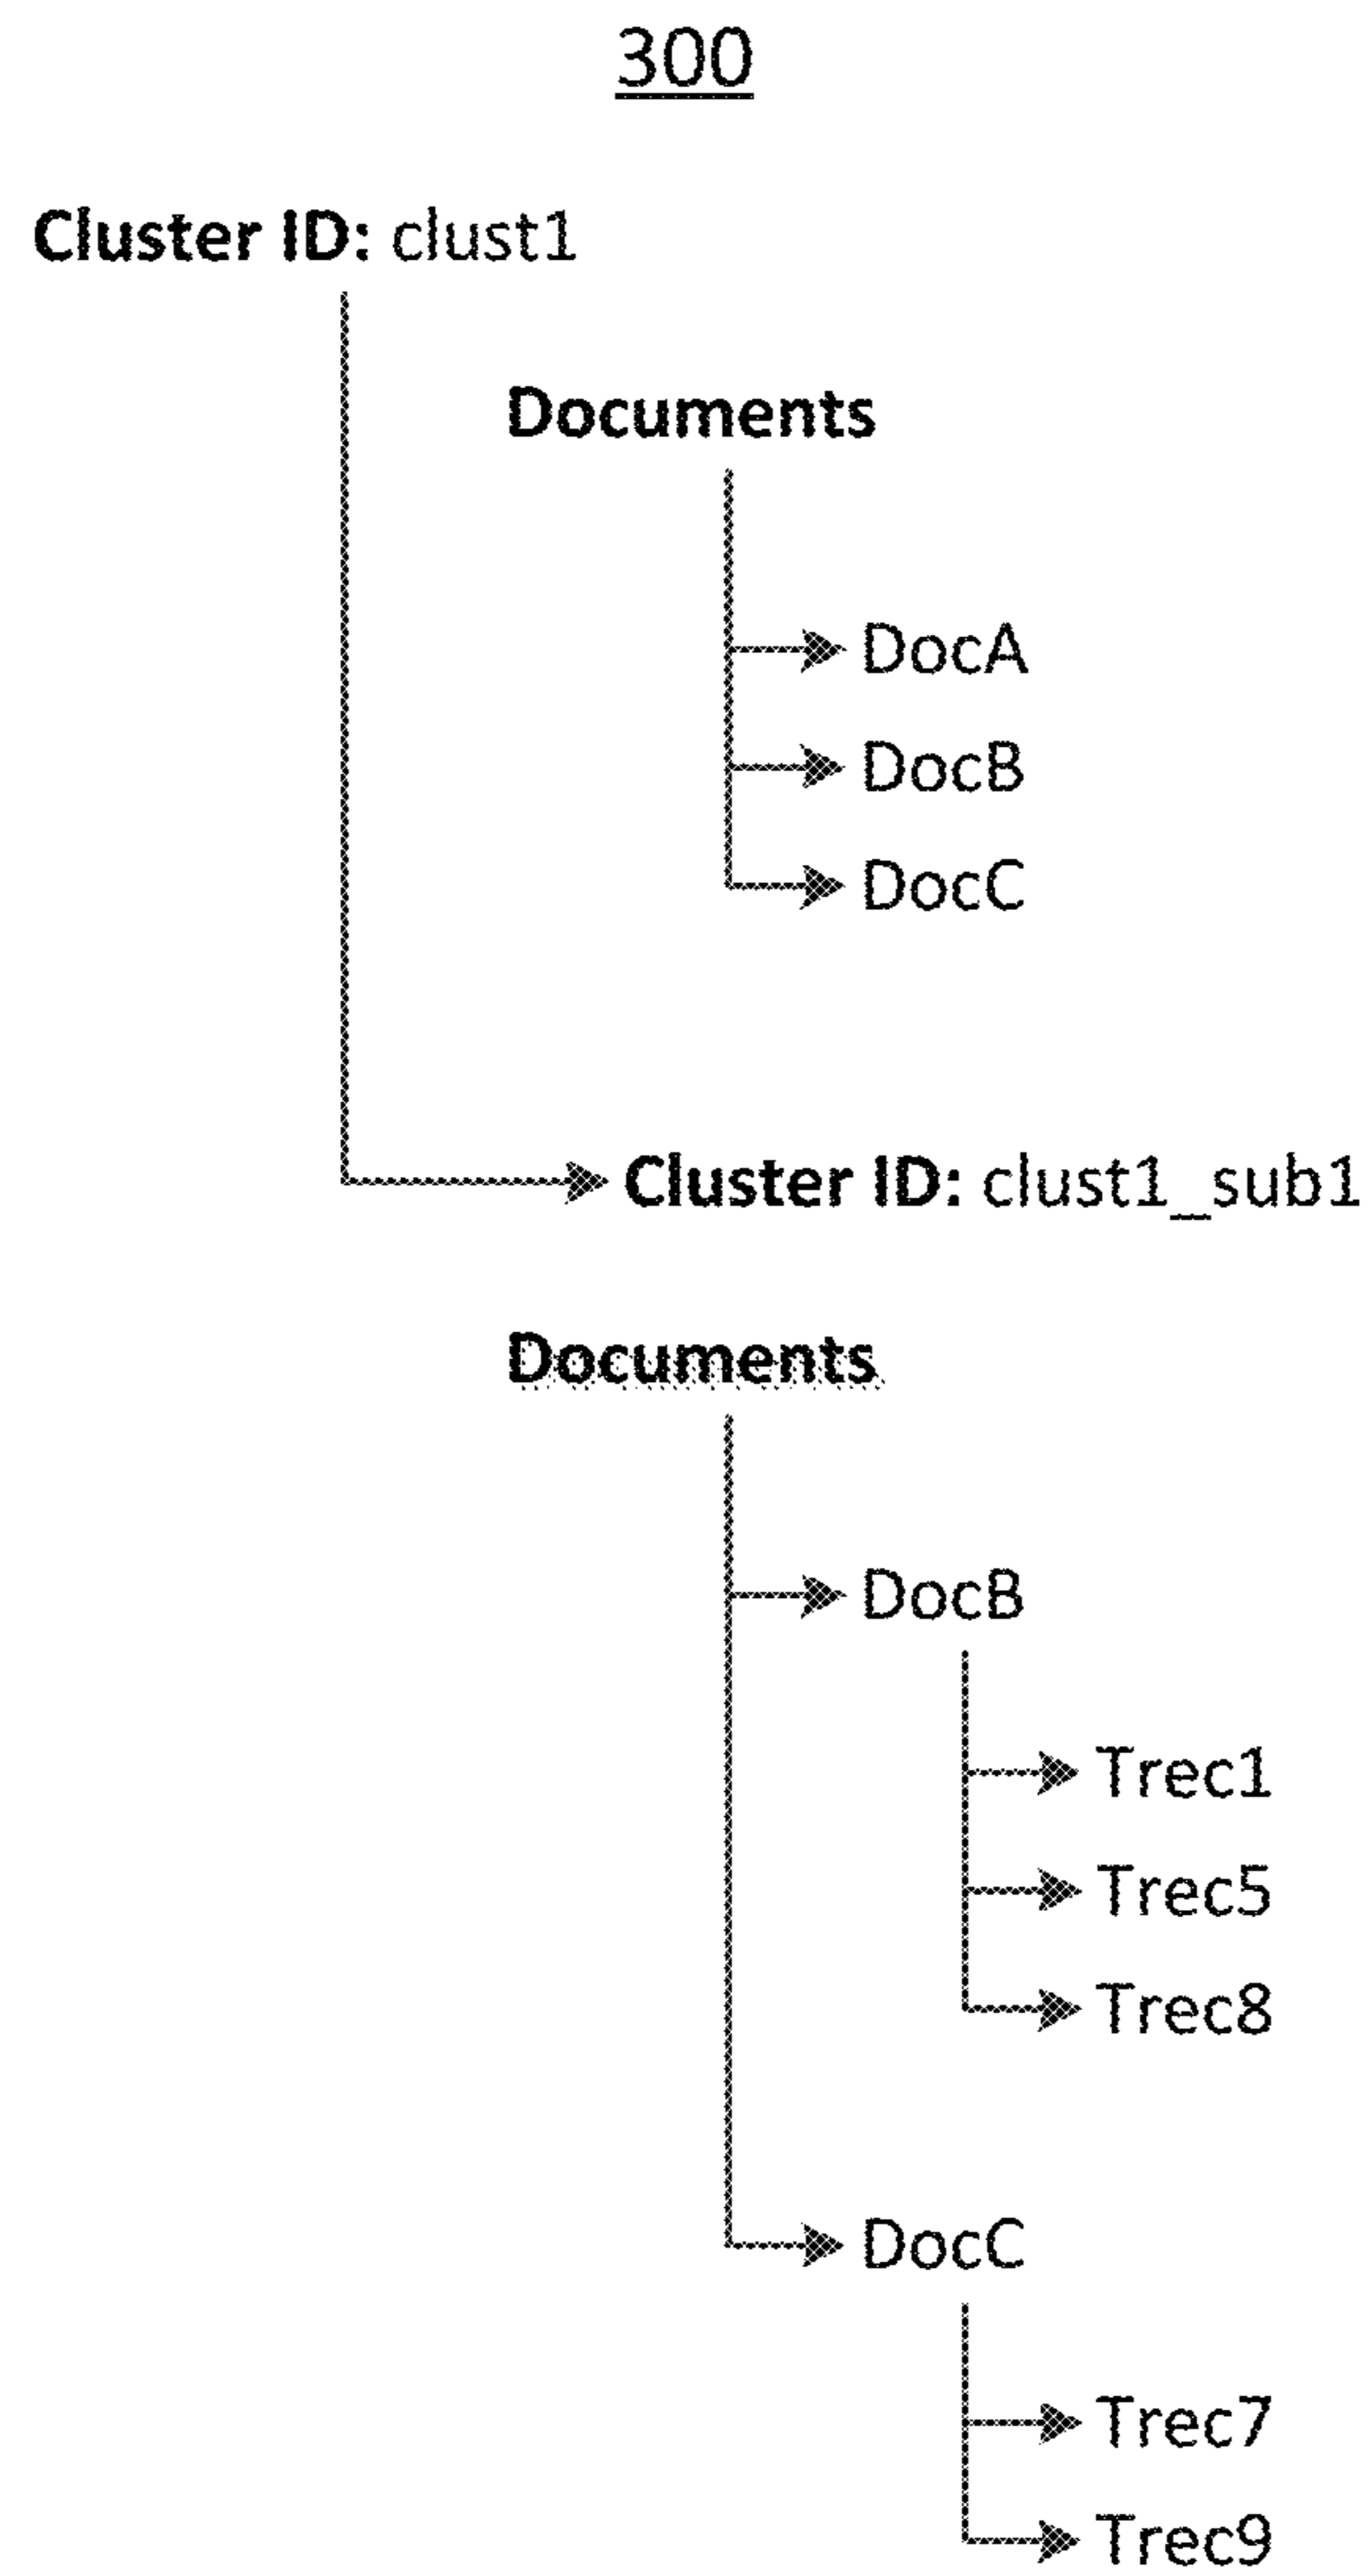 300
Cluster ID: clust1
Documents
DocA
DocB
DocC
Cluster ID: clust1_sub1
Documents
DocB
Trec1
Trec5
Trec8
DocC
Trec7
Trec9